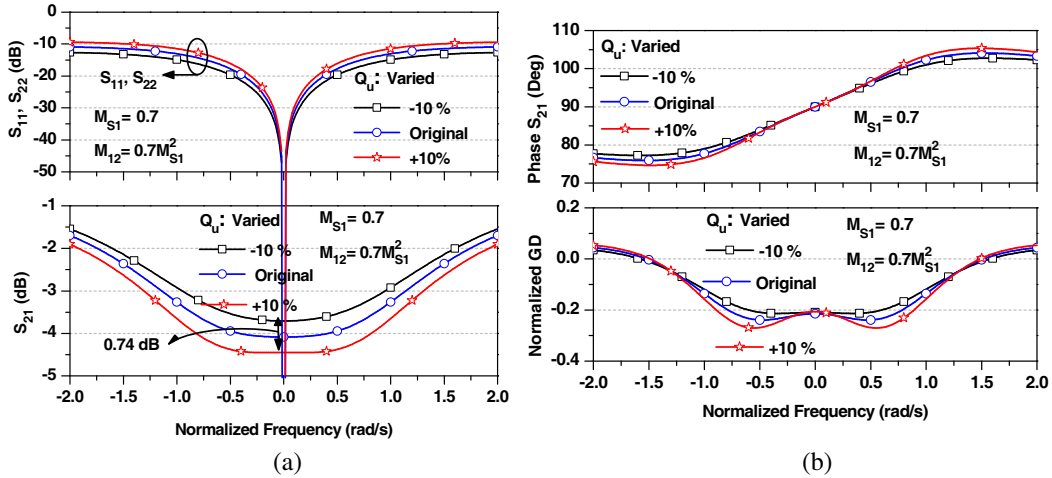 0
-10
-20
-30
-40
-50
S11, S22 (dB)
S11, S22
MS1 = 0.7
M12 = 0.7M²S1
Qu: Varied
-10 %
Original
+10%
-1
-2
-3
-4
-5
S21 (dB)
Qu: Varied
-10 %
Original
+10 %
MS1 = 0.7
M12 = 0.7M²S1
0.74 dB
-2.0 -1.5 -1.0 -0.5 0.0 0.5 1.0 1.5 2.0
Normalized Frequency (rad/s)
(a)
110
100
90
80
70
Phase S21 (Deg)
Qu: Varied
-10 %
Original
+10%
MS1 = 0.7
M12 = 0.7M²S1
0.2
0.0
-0.2
-0.4
Normalized GD
Qu: Varied
-10 %
Original
+10 %
MS1 = 0.7
M12 = 0.7M²S1
-2.0 -1.5 -1.0 -0.5 0.0 0.5 1.0 1.5 2.0
Normalized Frequency (rad/s)
(b)